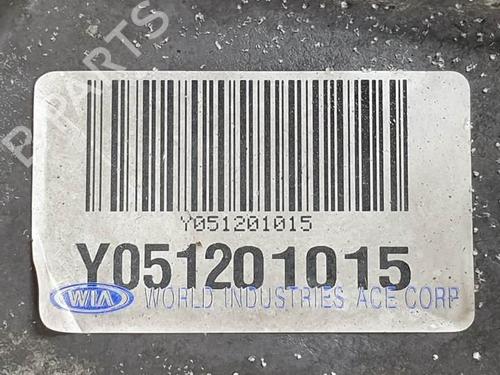 B-PARTS
Y051201015
Y051201015
WIA WORLD INDUSTRIES ACE CORP